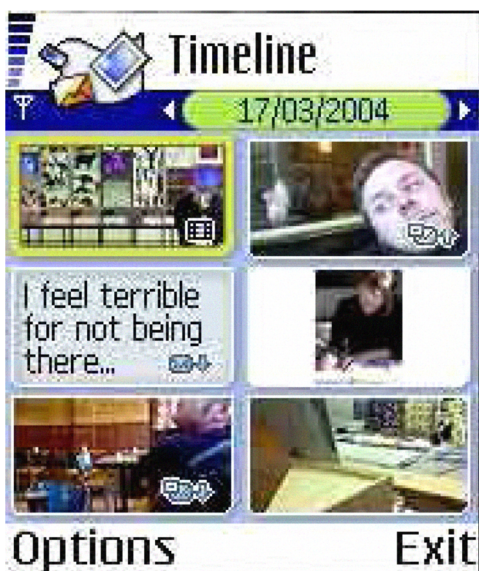 Timeline
17/03/2004
I feel terrible
for not being
there...
Options
Exit